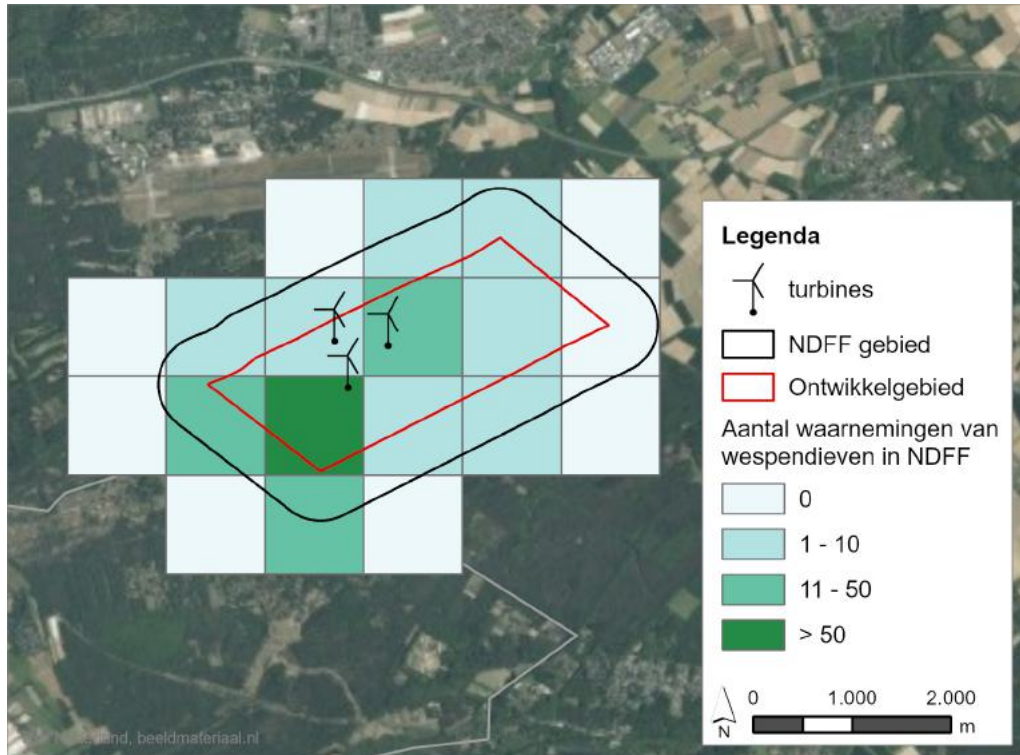 Legenda
turbines
NDFF gebied
Ontwikkelgebied
Aantal waarnemingen van
wespendieven in NDFF
0
1 - 10
11 - 50
> 50
N
0 1.000 2.000
m
land, beeldmateriaal.nl